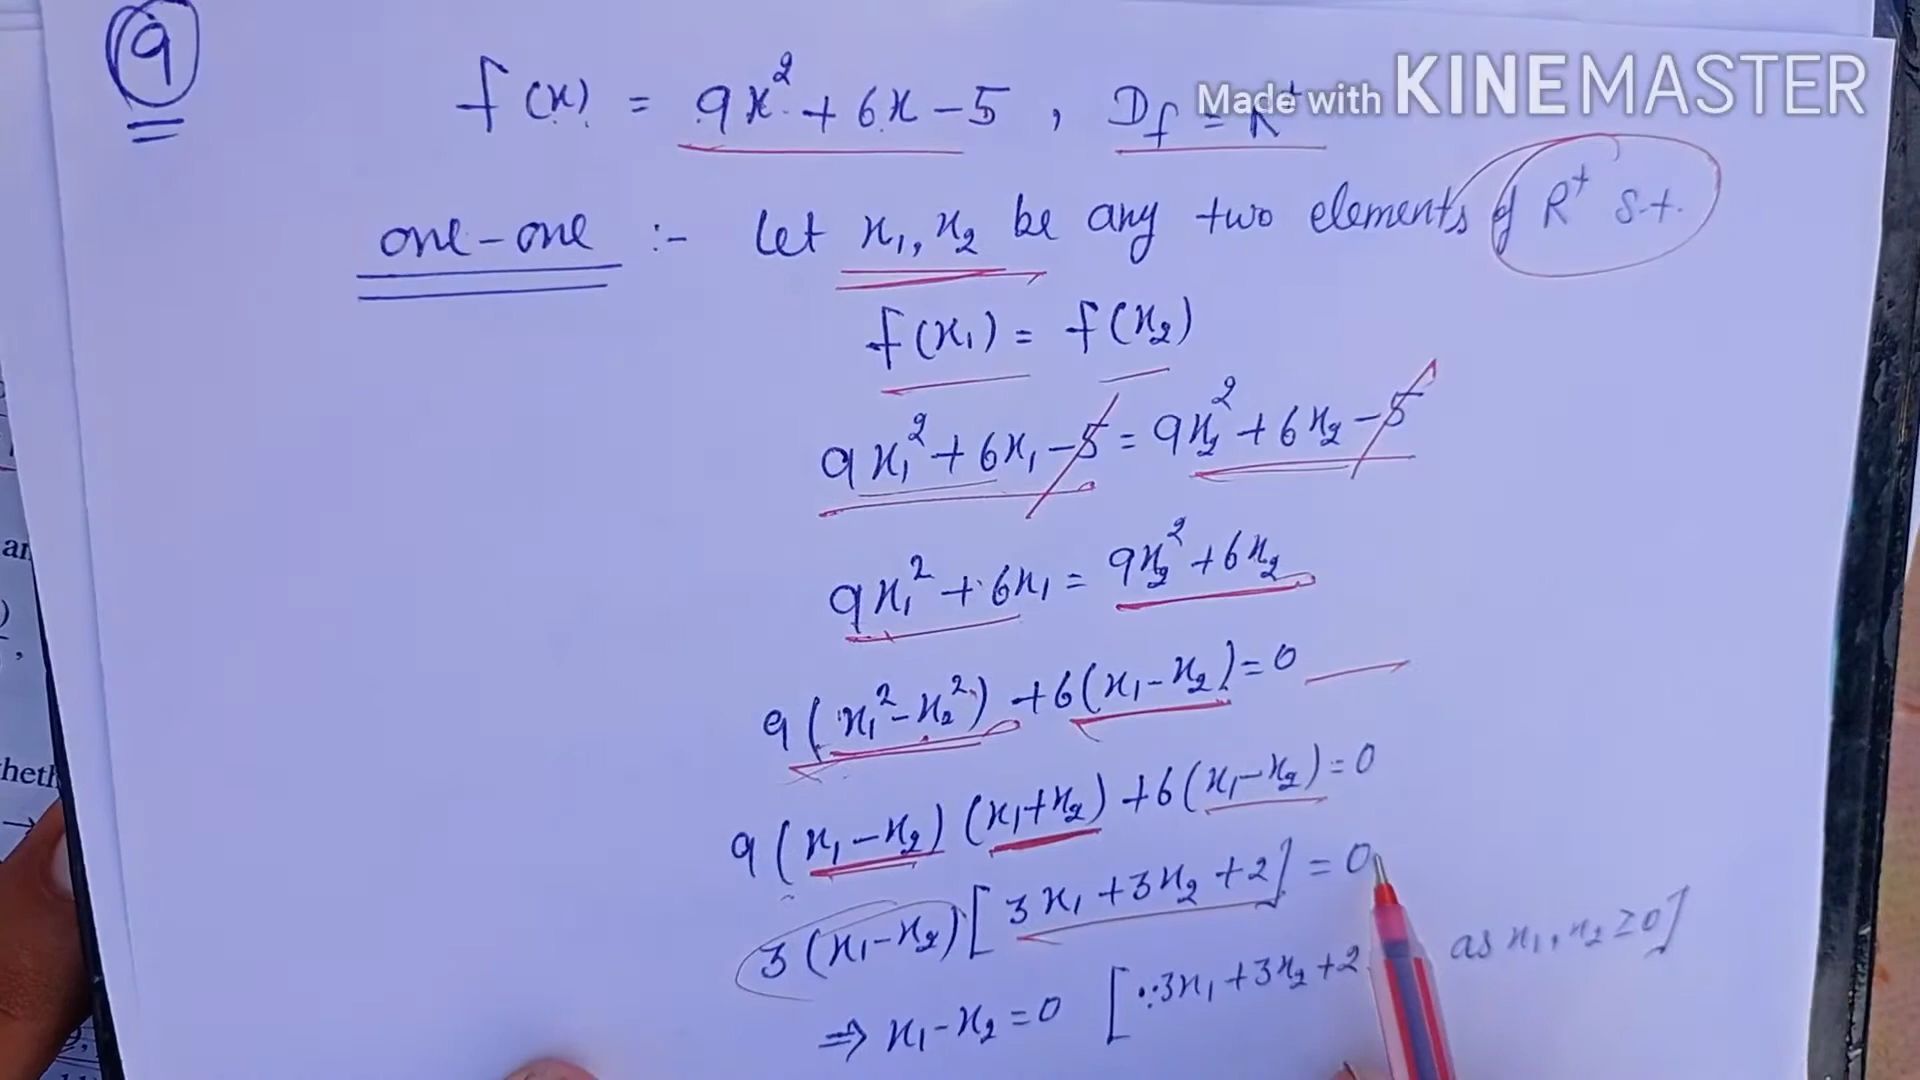 9
Made with KINEMASTER
f(x) = 9x² + 6x - 5 , Df = R⁺
one-one :- Let x₁, x₂ be any two elements of R⁺ s.t.
f(x₁) = f(x₂)
9x₁² + 6x₁ - 5 = 9x₂² + 6x₂ - 5
9x₁² + 6x₁ = 9x₂² + 6x₂
9(x₁² - x₂²) + 6(x₁ - x₂) = 0
9(x₁ - x₂)(x₁ + x₂) + 6(x₁ - x₂) = 0
3(x₁ - x₂)[3x₁ + 3x₂ + 2] = 0
⇒ x₁ - x₂ = 0 [∵ 3x₁ + 3x₂ + 2 as x₁, x₂ ≥ 0]